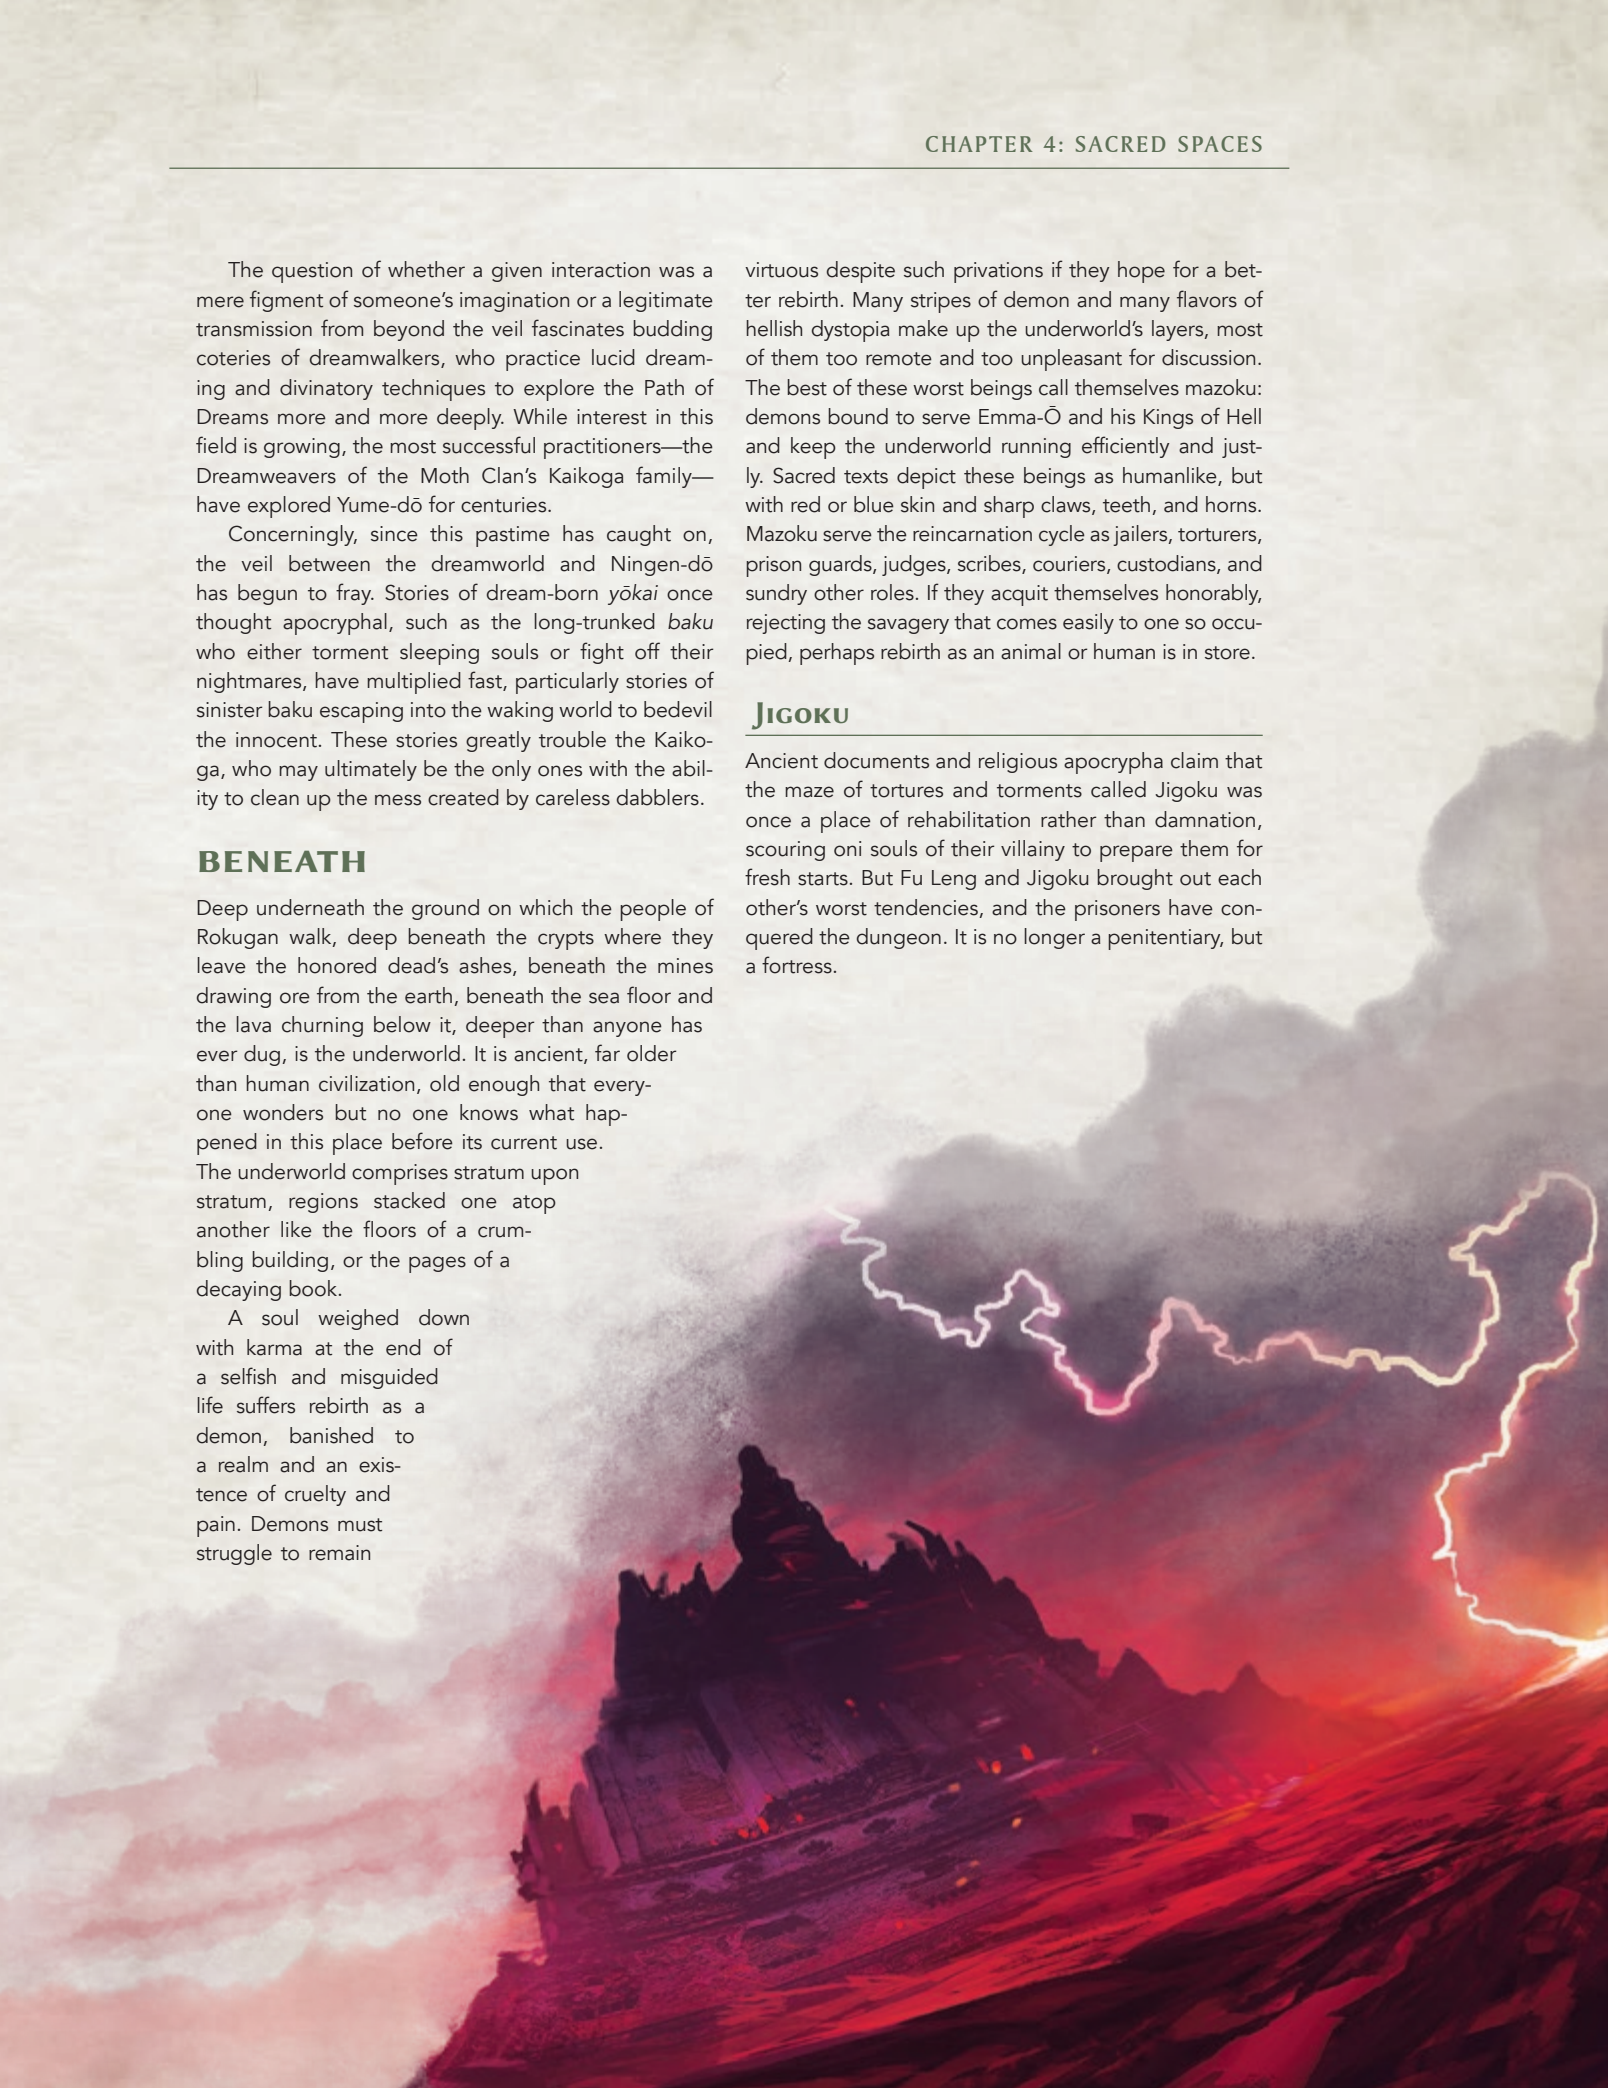 CHAPTER 4: SACRED SPACES
The question of whether a given interaction was a
mere figment of someone's imagination or a legitimate
transmission from beyond the veil fascinates budding
coteries of dreamwalkers, who practice lucid dream-
ing and divinatory techniques to explore the Path of
Dreams more and more deeply. While interest in this
field is growing, the most successful practitioners—the
Dreamweavers of the Moth Clan's Kaikoga family—
have explored Yume-dō for centuries.
Concerningly, since this pastime has caught on,
the veil between the dreamworld and Ningen-dō
has begun to fray. Stories of dream-born yōkai once
thought apocryphal, such as the long-trunked baku
who either torment sleeping souls or fight off their
nightmares, have multiplied fast, particularly stories of
sinister baku escaping into the waking world to bedevil
the innocent. These stories greatly trouble the Kaiko-
ga, who may ultimately be the only ones with the abil-
ity to clean up the mess created by careless dabblers.
BENEATH
Deep underneath the ground on which the people of
Rokugan walk, deep beneath the crypts where they
leave the honored dead's ashes, beneath the mines
drawing ore from the earth, beneath the sea floor and
the lava churning below it, deeper than anyone has
ever dug, is the underworld. It is ancient, far older
than human civilization, old enough that every-
one wonders but no one knows what hap-
pened in this place before its current use.
The underworld comprises stratum upon
stratum, regions stacked one atop
another like the floors of a crum-
bling building, or the pages of a
decaying book.
A soul weighed down
with karma at the end of
a selfish and misguided
life suffers rebirth as a
demon, banished to
a realm and an exis-
tence of cruelty and
pain. Demons must
struggle to remain
virtuous despite such privations if they hope for a bet-
ter rebirth. Many stripes of demon and many flavors of
hellish dystopia make up the underworld's layers, most
of them too remote and too unpleasant for discussion.
The best of these worst beings call themselves mazoku:
demons bound to serve Emma-Ō and his Kings of Hell
and keep the underworld running efficiently and just-
ly. Sacred texts depict these beings as humanlike, but
with red or blue skin and sharp claws, teeth, and horns.
Mazoku serve the reincarnation cycle as jailers, torturers,
prison guards, judges, scribes, couriers, custodians, and
sundry other roles. If they acquit themselves honorably,
rejecting the savagery that comes easily to one so occu-
pied, perhaps rebirth as an animal or human is in store.
JIGOKU
Ancient documents and religious apocrypha claim that
the maze of tortures and torments called Jigoku was
once a place of rehabilitation rather than damnation,
scouring oni souls of their villainy to prepare them for
fresh starts. But Fu Leng and Jigoku brought out each
other's worst tendencies, and the prisoners have con-
quered the dungeon. It is no longer a penitentiary, but
a fortress.